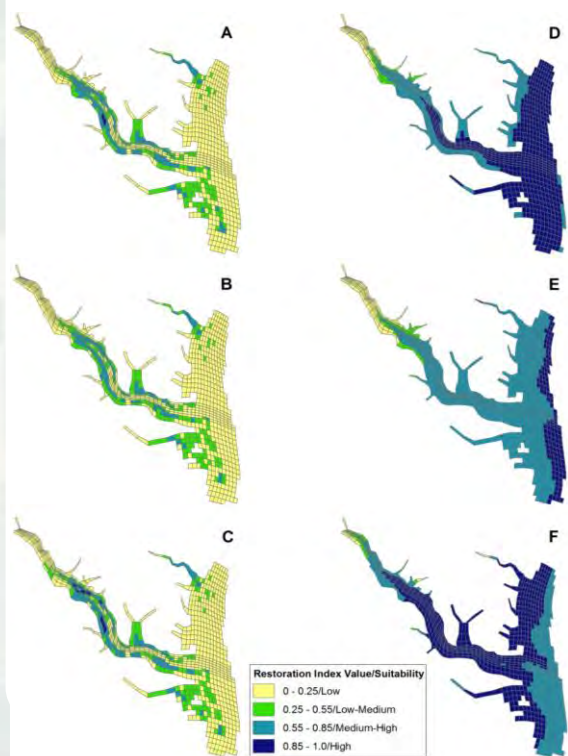 A
D
B
E
C
F
Restoration Index Value/Suitability
0 - 0.25/Low
0.25 - 0.55/Low-Medium
0.55 - 0.85/Medium-High
0.85 - 1.0/High